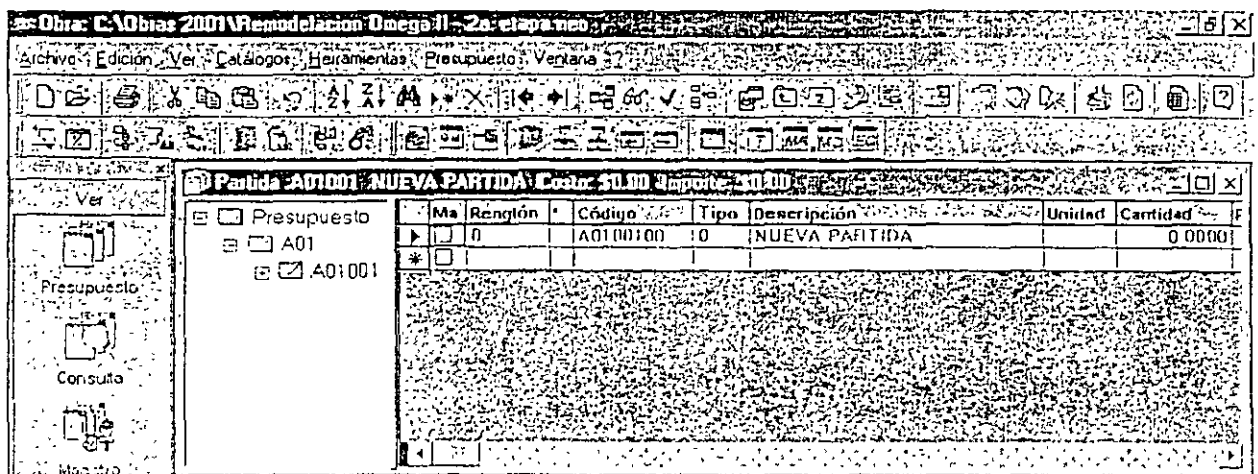 Obra: C:\Obras 2001\Remodelacion Omega II - 2a. etapa.neo
Archivo Edición Ver Catálogos Herramientas Presupuesto Ventana ?
Ver
Presupuesto
Consulta
Maestro
Partida :A01001 NUEVA PARTIDA Costo: $0.00 Importe: $0.00
Presupuesto
A01
A01001
Ma Renglón * Código Tipo Descripción Unidad Cantidad
0 A0100100 0 NUEVA PARTIDA 0.0000